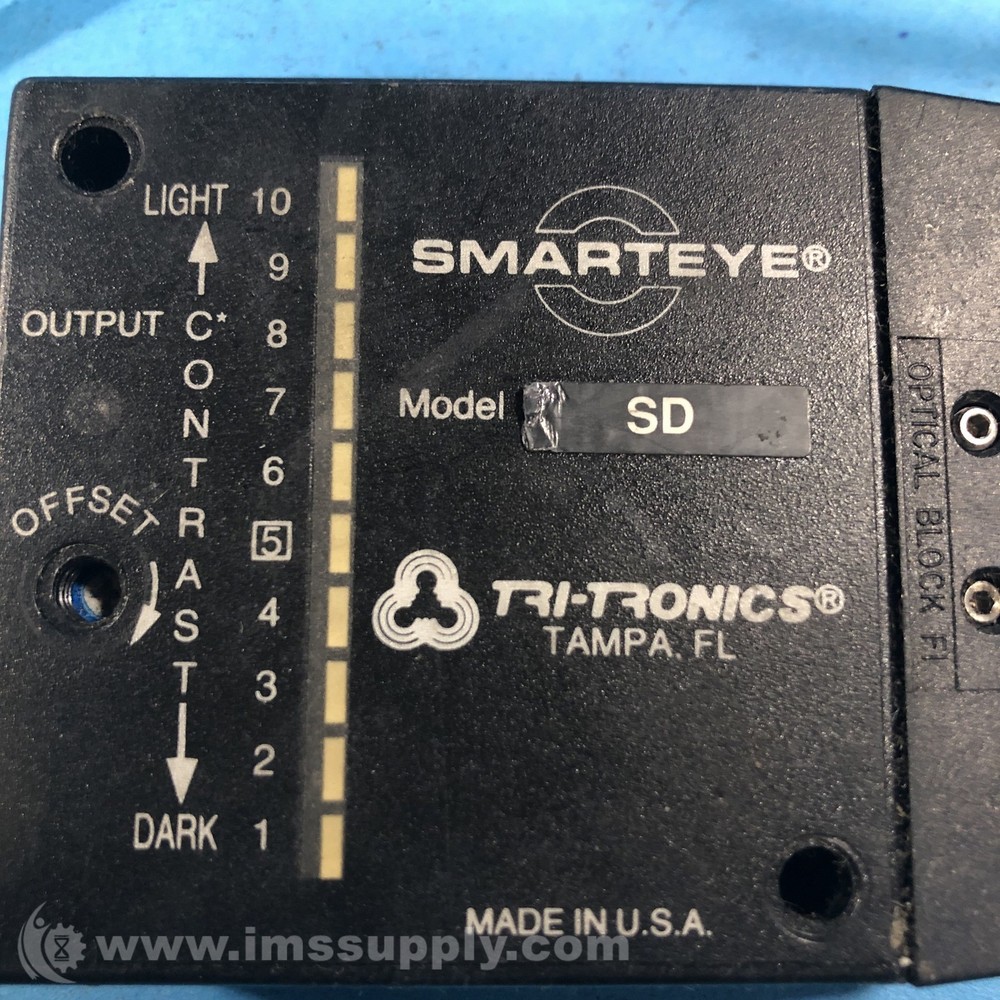 LIGHT 10
9
OUTPUT C* 8
CONTRAST
7
6
OFFSET
5
4
3
2
DARK 1
SMARTEYE®
Model SD
TRI-TRONICS®
TAMPA, FL
MADE IN U.S.A.
OPTICAL BLOCK F1
www.imssupply.com